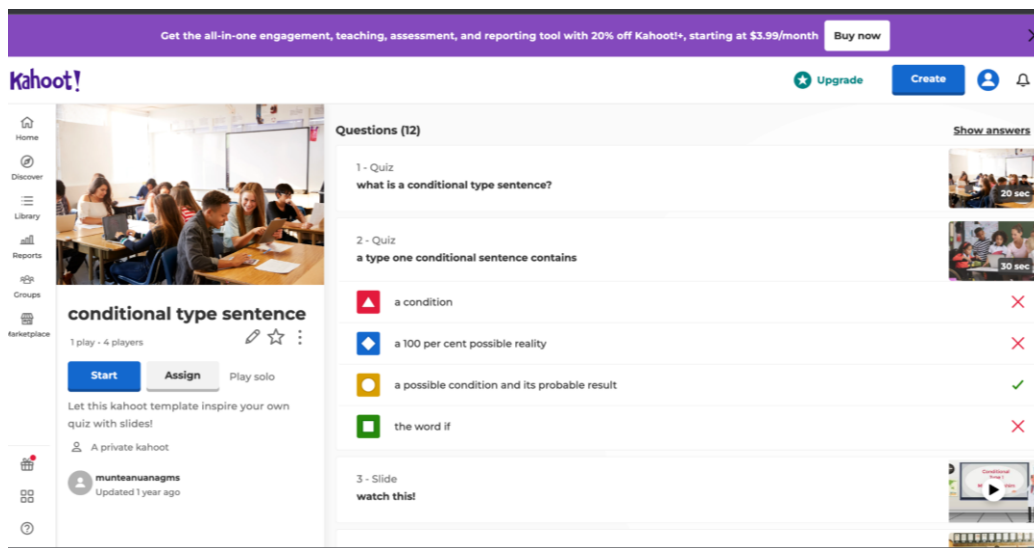 Get the all-in-one engagement, teaching, assessment, and reporting tool with 20% off Kahoot!+, starting at $3.99/month
Buy now
Kahoot!
Upgrade
Create
Home
Discover
Library
Reports
Groups
Marketplace
conditional type sentence
1 play - 4 players
Start
Assign
Play solo
Let this kahoot template inspire your own
quiz with slides!
A private kahoot
munteanuanagms
Updated 1 year ago
Questions (12)
Show answers
1 - Quiz
what is a conditional type sentence?
20 sec
2 - Quiz
a type one conditional sentence contains
30 sec
a condition
a 100 per cent possible reality
a possible condition and its probable result
the word if
3 - Slide
watch this!
Conditional